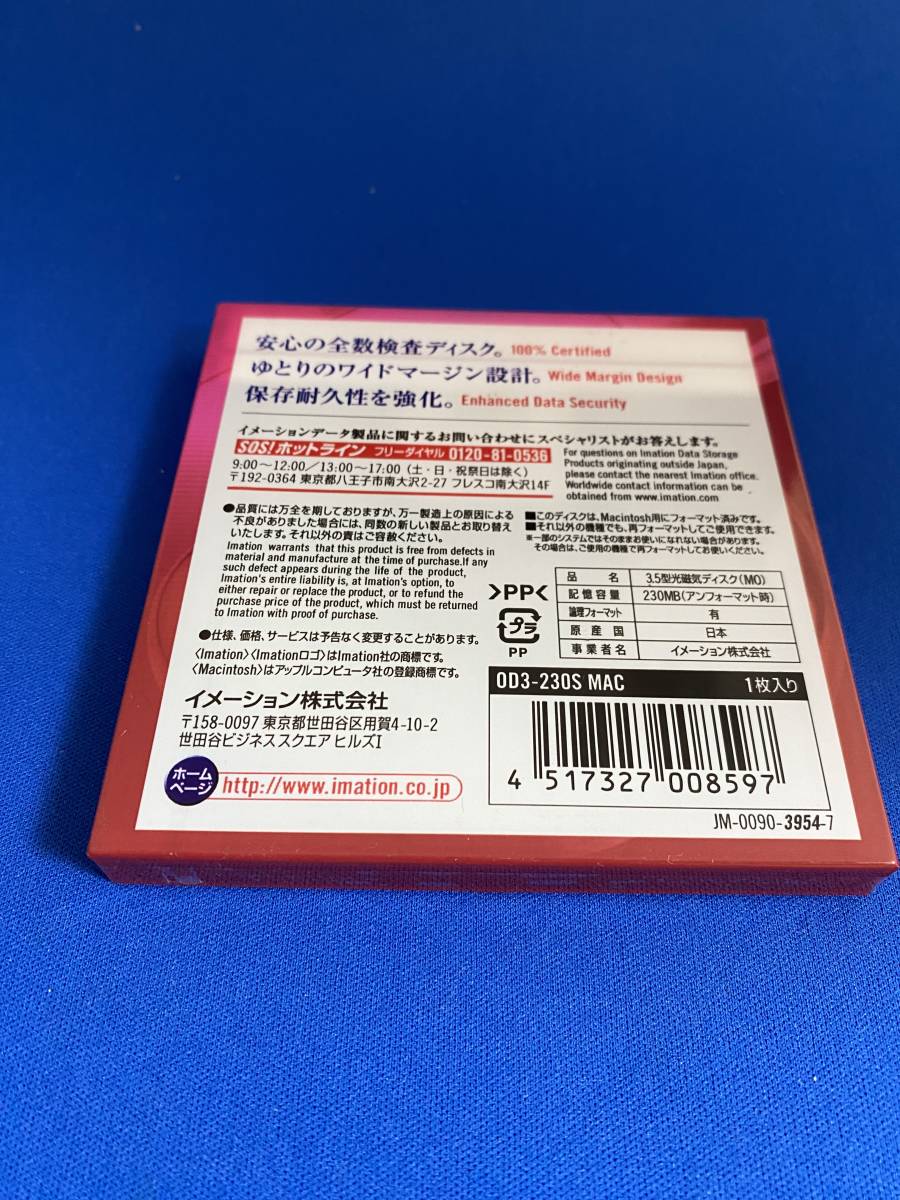 安心の全数検査ディスク。 100% Certified
ゆとりのワイドマージン設計。 Wide Margin Design
保存耐久性を強化。 Enhanced Data Security
イメーションデータ製品に関するお問い合わせにスペシャリストがお答えします。
SOS!ホットライン フリーダイヤル 0120-81-0536
9:00〜12:00／13:00〜17:00（土・日・祝祭日は除く）
〒192-0364 東京都八王子市南大沢2-27 フレスコ南大沢14F
For questions on Imation Data Storage
Products originating outside Japan,
please contact the nearest Imation office.
Worldwide contact information can be
obtained from www.imation.com
●品質には万全を期しておりますが、万一製造上の原因による
不良がありました場合には、同数の新しい製品とお取り替え
いたします。それ以外の責はご容赦ください。
Imation warrants that this product is free from defects in
material and manufacture at the time of purchase.If any
such defect appears during the life of the product,
Imation's entire liability is, at Imation's option, to
either repair or replace the product, or to refund the
purchase price of the product, which must be returned
to Imation with proof of purchase.
●仕様、価格、サービスは予告なく変更することがあります。
〈Imation〉〈Imationロゴ〉はImation社の商標です。
〈Macintosh〉はアップルコンピュータ社の登録商標です。
■このディスクは、Macintosh用にフォーマット済みです。
■それ以外の機種でも、再フォーマットしてご使用できます。
※一部のシステムではそのままお使いになれない場合があります。
その場合は、ご使用の機種で再フォーマットしてお使いください。
>PP<
プラ
PP
品名 3.5型光磁気ディスク（MO）
記憶容量 230MB（アンフォーマット時）
論理フォーマット 有
原産国 日本
事業者名 イメーション株式会社
イメーション株式会社
〒158-0097 東京都世田谷区用賀4-10-2
世田谷ビジネススクエア ヒルズI
ホームページ http://www.imation.co.jp
OD3-230S MAC 1枚入り
4 517327 008597
JM-0090-3954-7